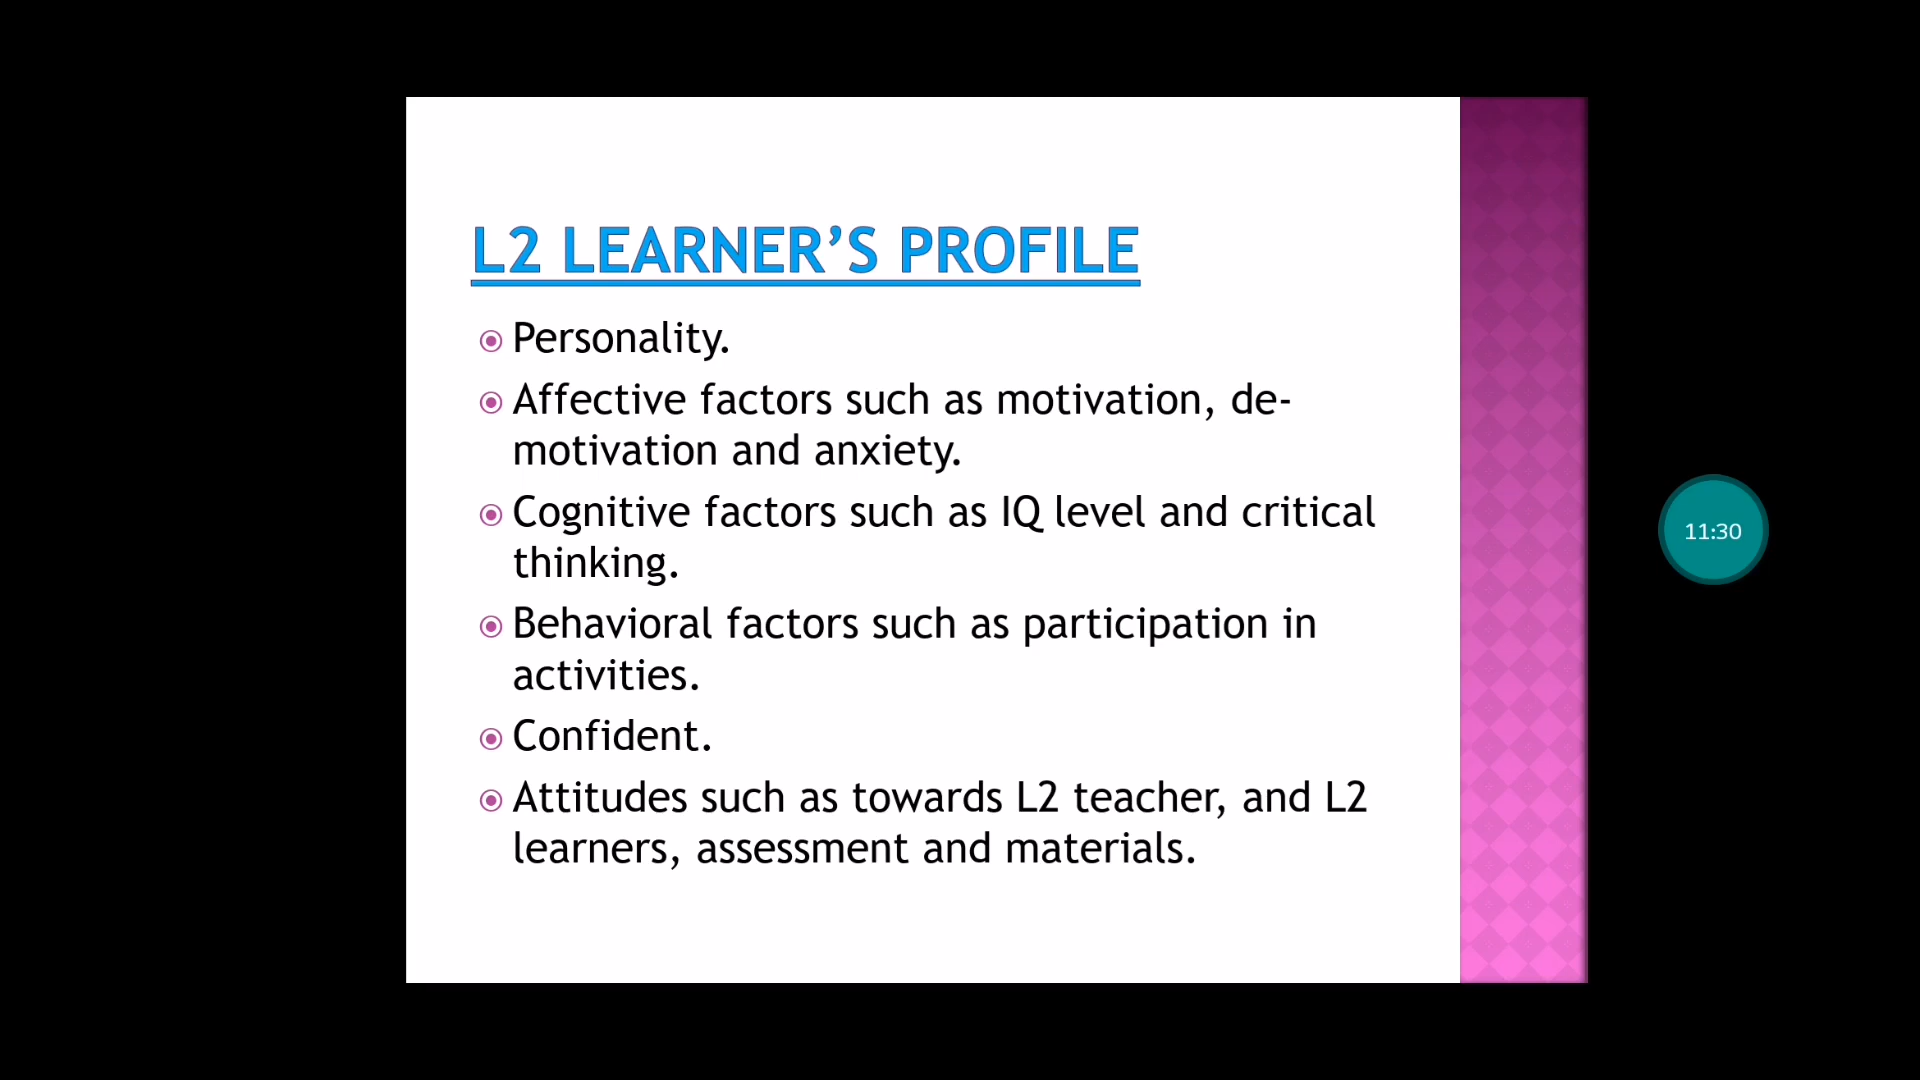 L2 LEARNER’S PROFILE
Personality.
Affective factors such as motivation, de-
motivation and anxiety.
Cognitive factors such as IQ level and critical
thinking.
Behavioral factors such as participation in
activities.
Confident.
Attitudes such as towards L2 teacher, and L2
learners, assessment and materials.
11:30